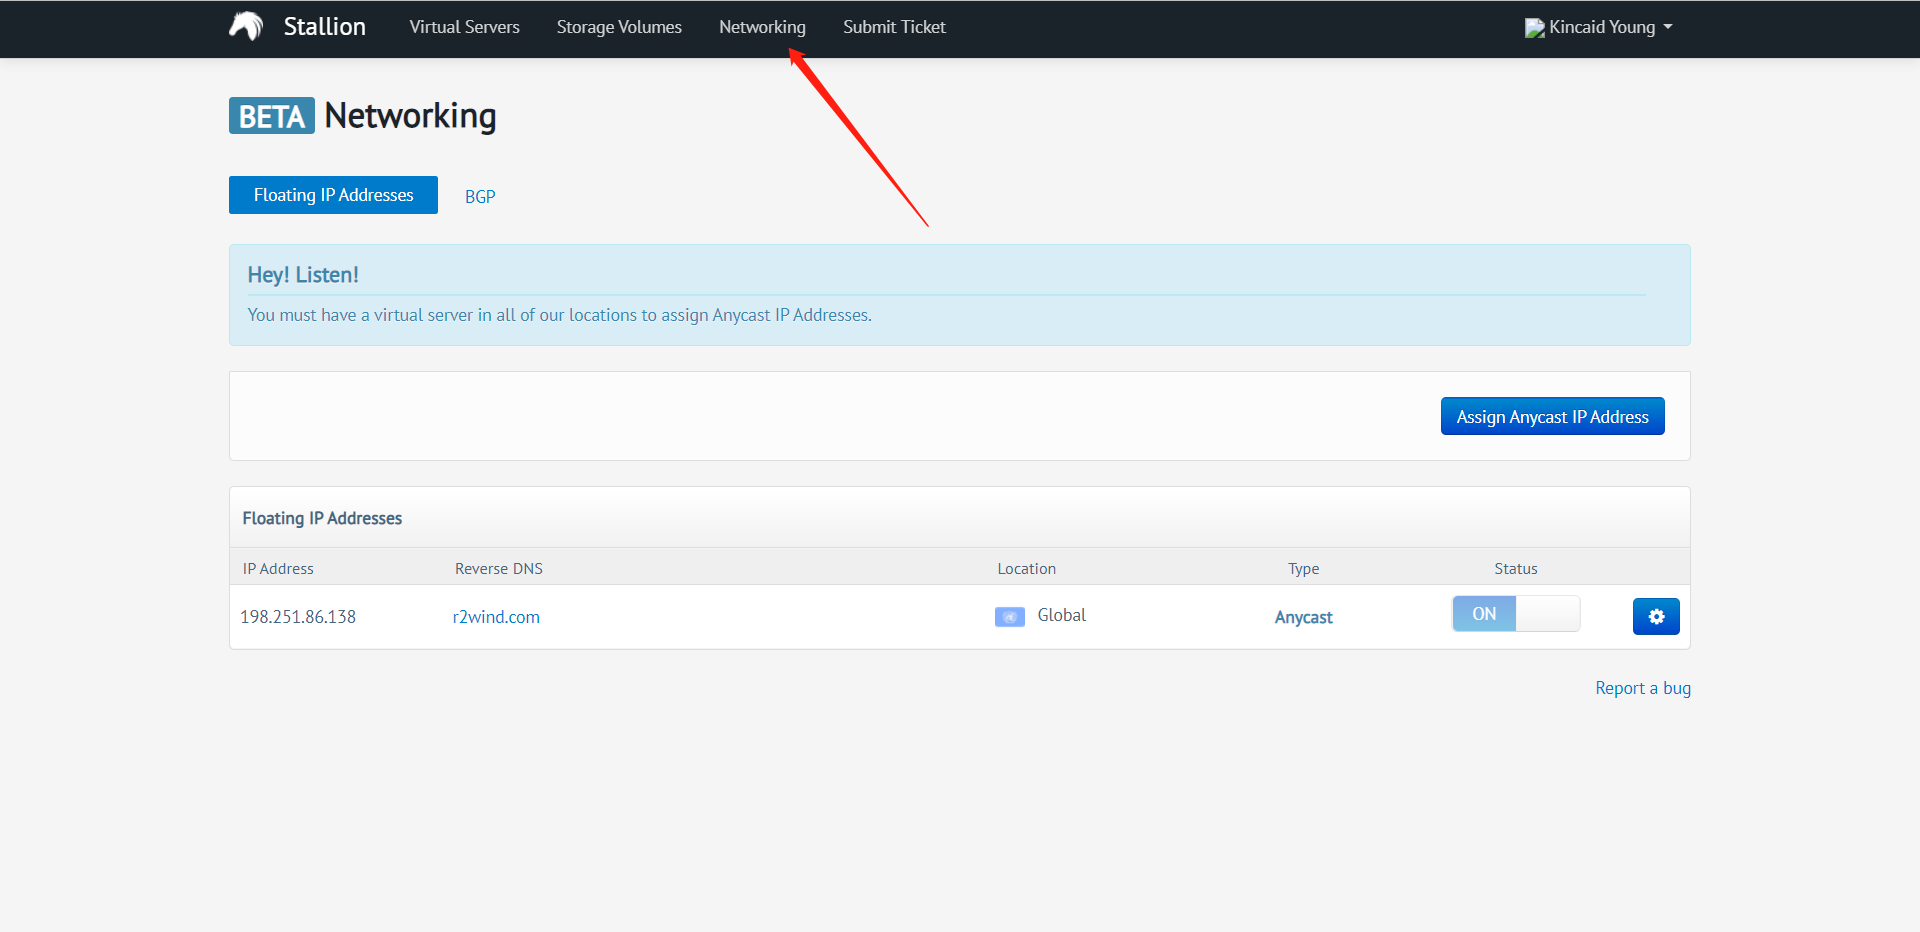 Stallion Virtual Servers Storage Volumes Networking Submit Ticket Kincaid Young
BETA Networking
Floating IP Addresses BGP
Hey! Listen!
You must have a virtual server in all of our locations to assign Anycast IP Addresses.
Assign Anycast IP Address
Floating IP Addresses
IP Address Reverse DNS Location Type Status
198.251.86.138 r2wind.com Global Anycast ON
Report a bug